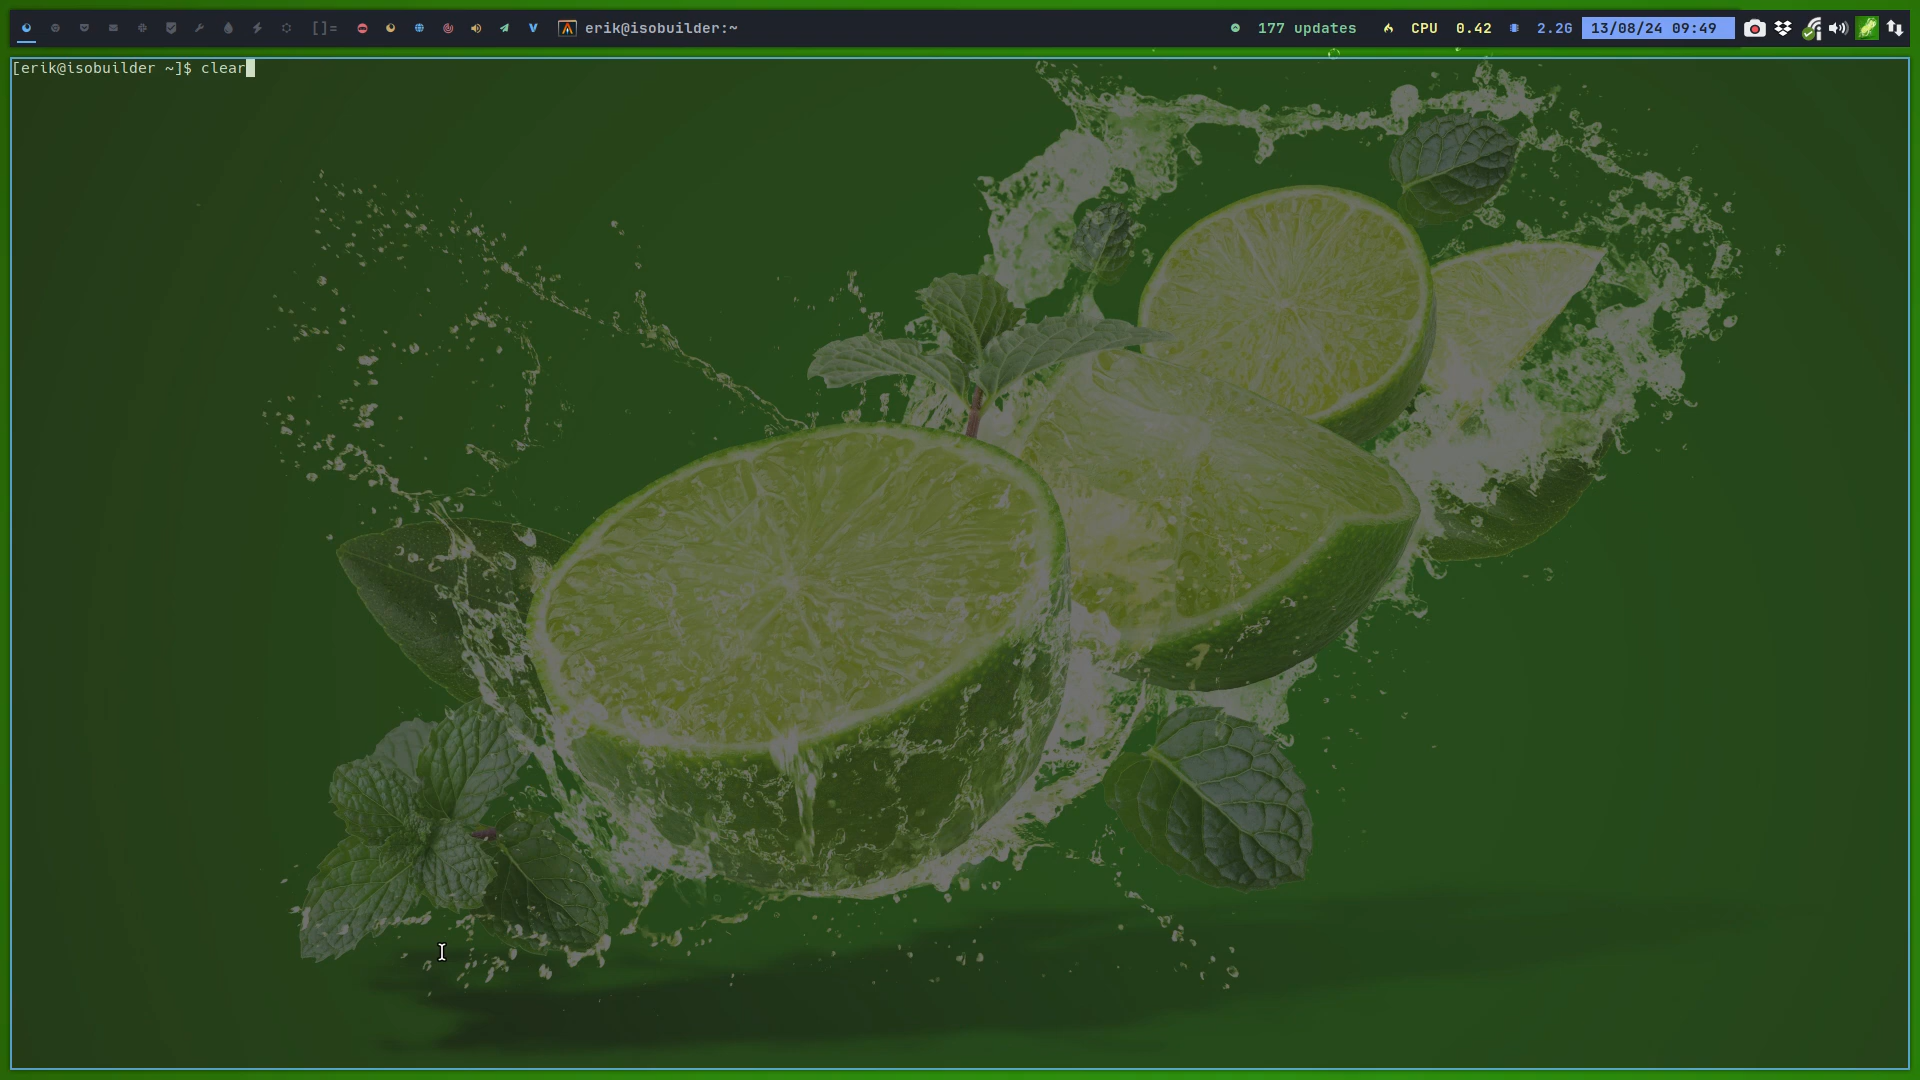 []= erik@isobuilder:~ 177 updates CPU 0.42 2.2G 13/08/24 09:49
[erik@isobuilder ~]$ clear